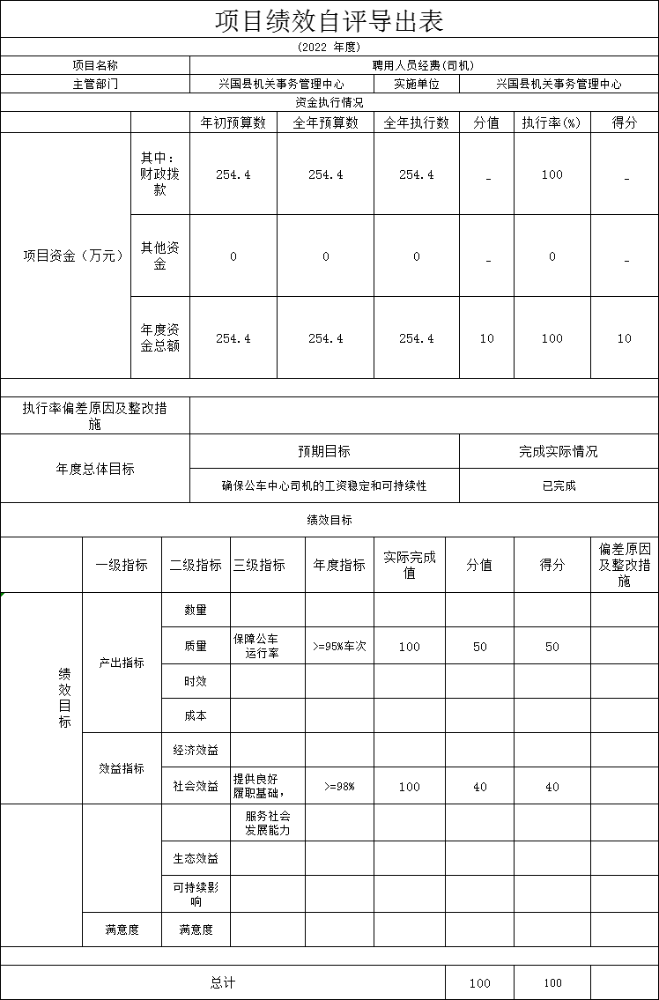 项目绩效自评导出表
(2022 年度)
项目名称 聘用人员经费(司机)
主管部门 兴国县机关事务管理中心 实施单位 兴国县机关事务管理中心
资金执行情况
年初预算数 全年预算数 全年执行数 分值 执行率(%) 得分
项目资金（万元）
其中：
财政拨
款
254.4 254.4 254.4 _ 100 _
其他资
金
0 0 0 _ 0 _
年度资
金总额
254.4 254.4 254.4 10 100 10
执行率偏差原因及整改措
施
年度总体目标
预期目标 完成实际情况
确保公车中心司机的工资稳定和可持续性 已完成
绩效目标
一级指标 二级指标 三级指标 年度指标
实际完成
值
分值 得分
偏差原因
及整改措
施
绩
效
目
标
产出指标
数量
质量
保障公车
运行率
>=95%车次 100 50 50
时效
成本
效益指标
经济效益
社会效益
提供良好
履职基础,
>=98% 100 40 40
服务社会
发展能力
生态效益
可持续影
响
满意度 满意度
总计 100 100